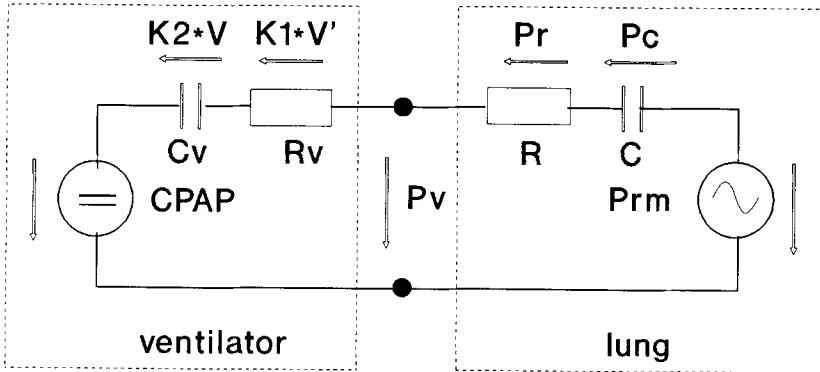 K2*V K1*V' Pr Pc
Cv Rv R C
CPAP Pv Prm
ventilator lung